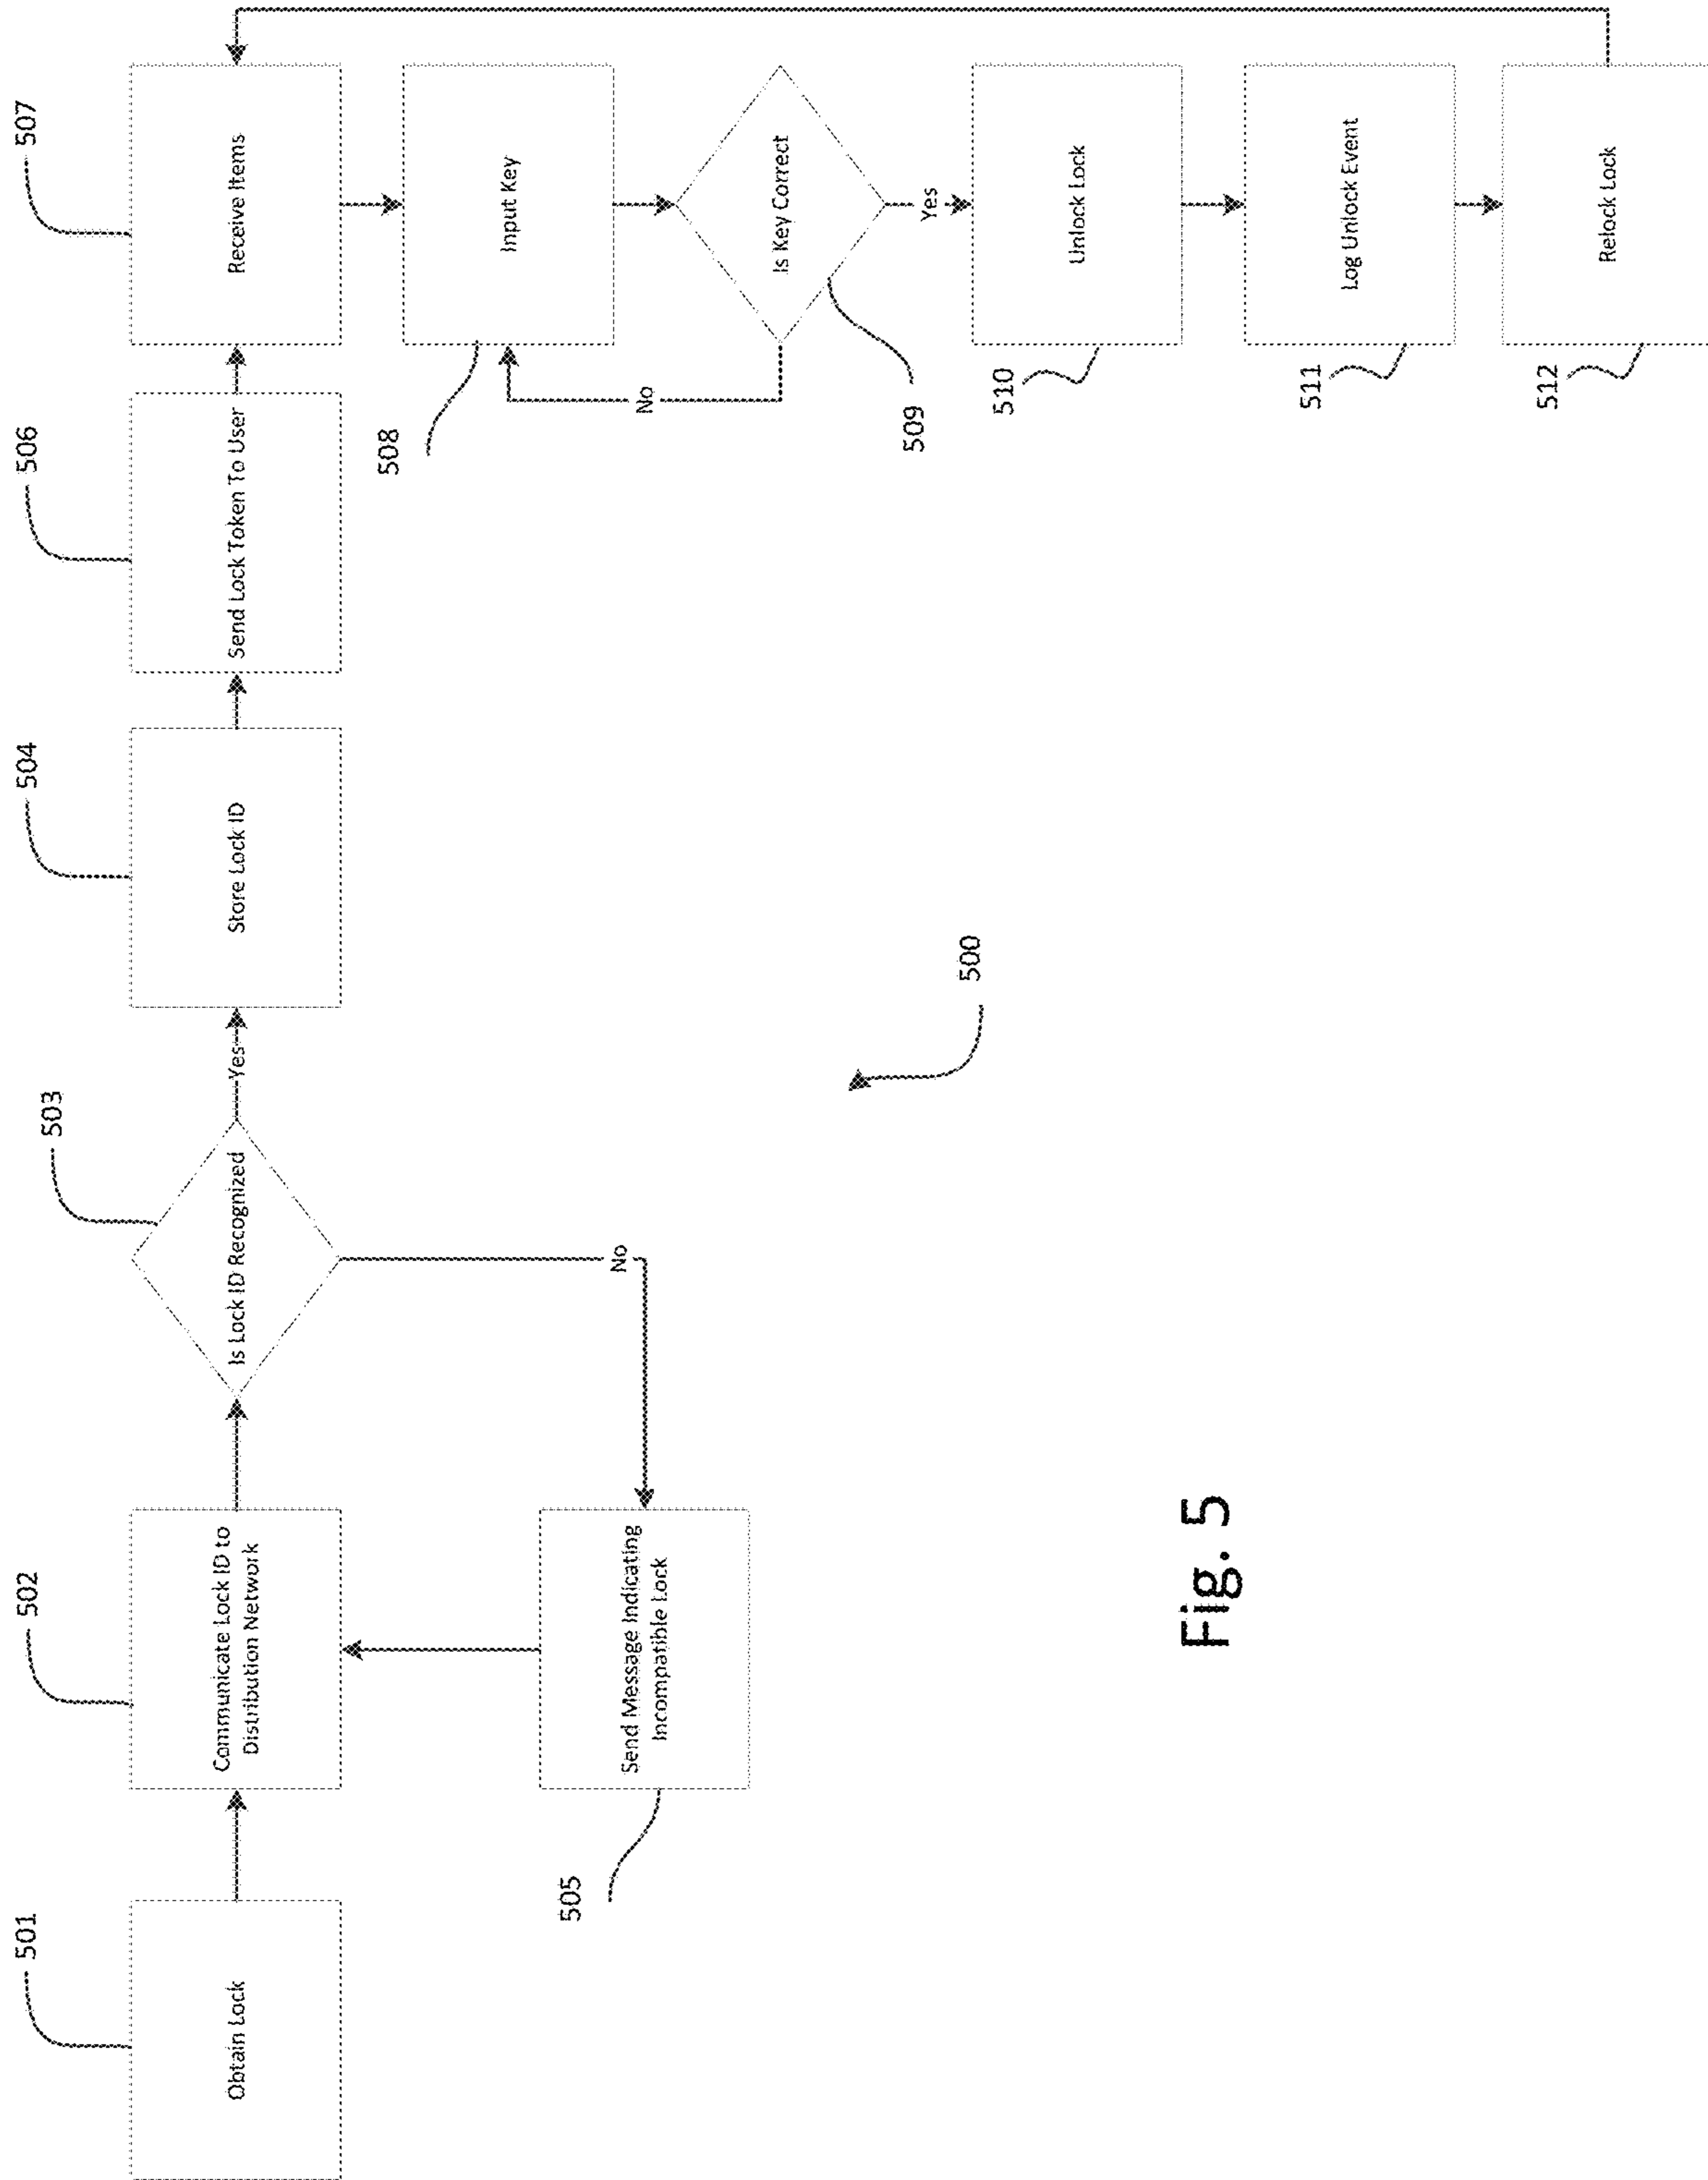 501
Obtain Lock
502
Communicate Lock ID to
Distribution Network
503
Is Lock ID Recognized
Yes
No
504
Store Lock ID
505
Send Message Indicating
Incompatible Lock
506
Send Lock Token To User
507
Receive Items
508
Input Key
509
Is Key Correct
No
Yes
510
Unlock Lock
511
Log Unlock Event
512
Relock Lock
500
Fig. 5